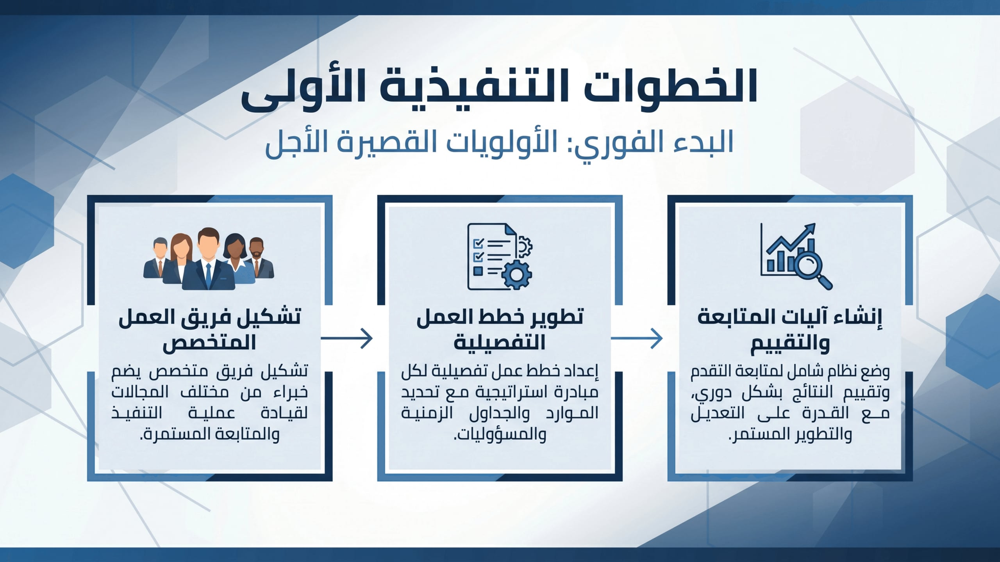 الخطوات التنفيذية الأولى
البدء الفوري: الأولويات القصيرة الأجل
تشكيل فريق العمل
المتخصص
تشكيل فريق متخصص يضم
خبراء من مختلف المجالات
لقيادة عملية التنفيذ
والمتابعة المستمرة.
تطوير خطط العمل
التفصيلية
إعداد خطط عمل تفصيلية لكل
مبادرة استراتيجية مع تحديد
الموارد والجداول الزمنية
والمسؤوليات.
إنشاء آليات المتابعة
والتقييم
وضع نظام شامل لمتابعة التقدم
وتقييم النتائج بشكل دوري،
مع القدرة على التعديل
والتطوير المستمر.